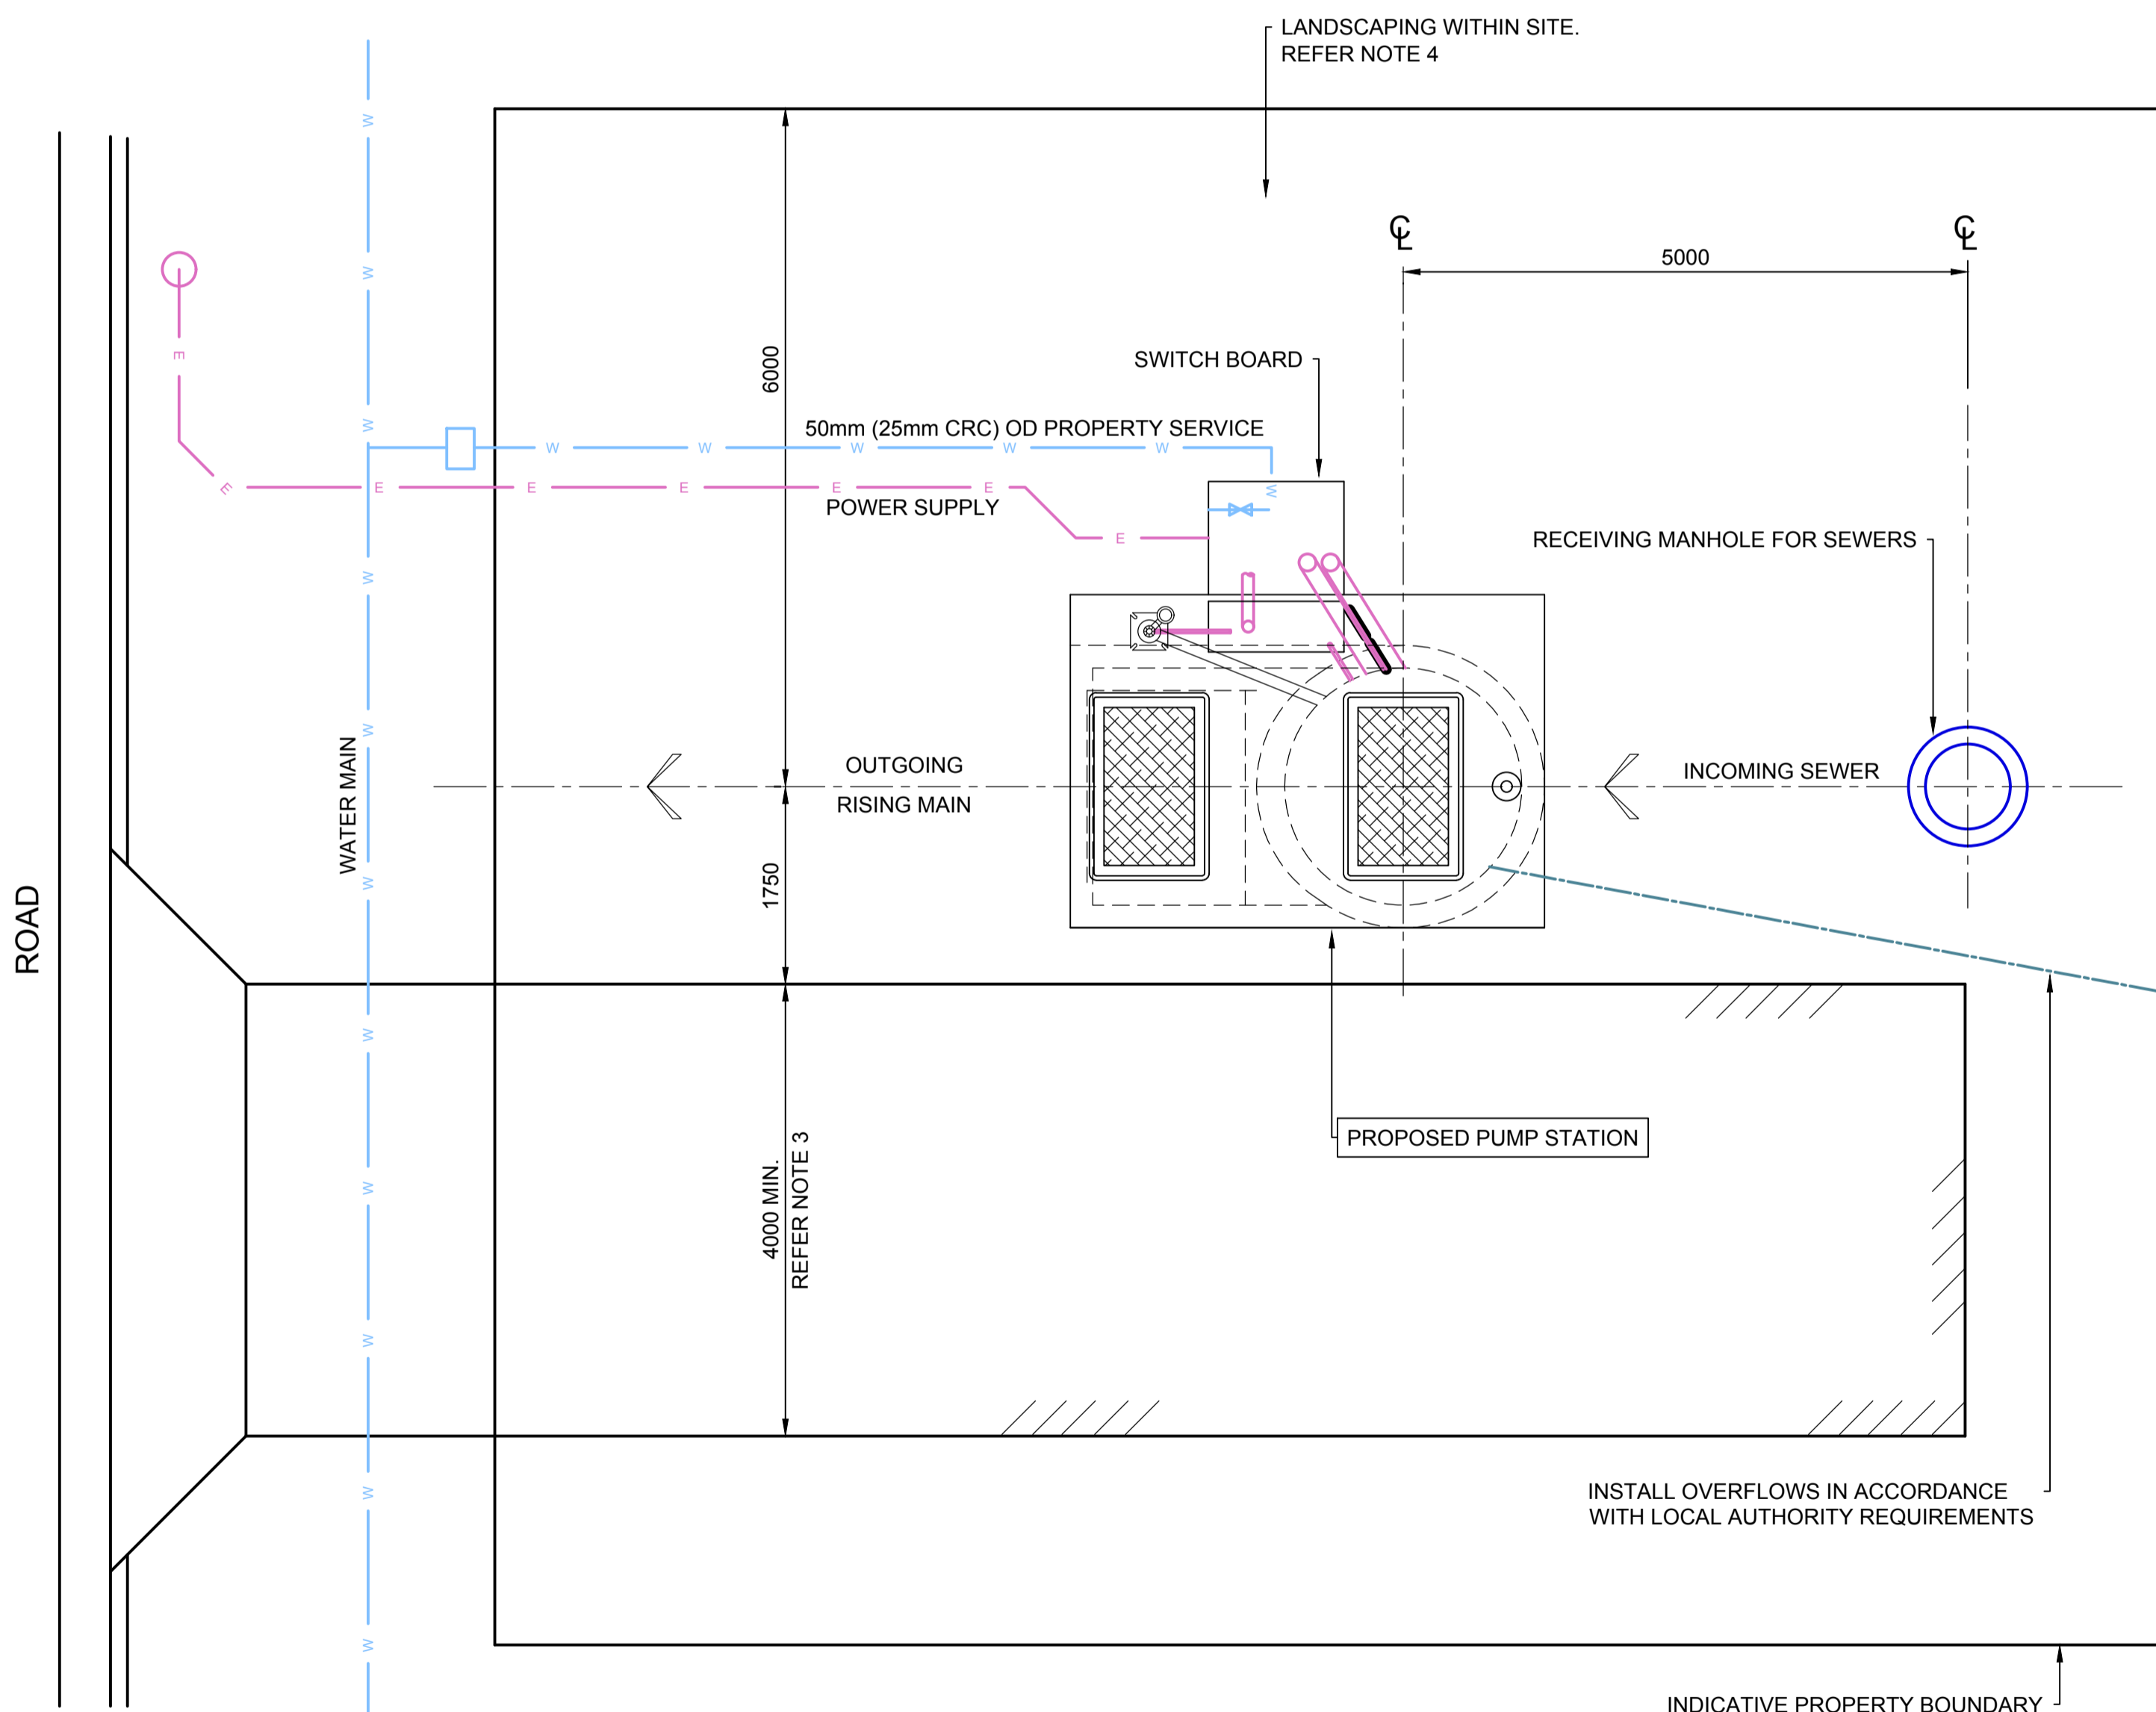 LANDSCAPING WITHIN SITE.
REFER NOTE 4
C
L
C
L
5000
6000
SWITCH BOARD
50mm (25mm CRC) OD PROPERTY SERVICE
W W W W W
W
E
E
E E E E E
POWER SUPPLY
E
RECEIVING MANHOLE FOR SEWERS
W
W
W
W
W
W
W
W
W
W
W
WATER MAIN
OUTGOING
RISING MAIN
INCOMING SEWER
1750
ROAD
4000 MIN.
REFER NOTE 3
PROPOSED PUMP STATION
INSTALL OVERFLOWS IN ACCORDANCE
WITH LOCAL AUTHORITY REQUIREMENTS
INDICATIVE PROPERTY BOUNDARY